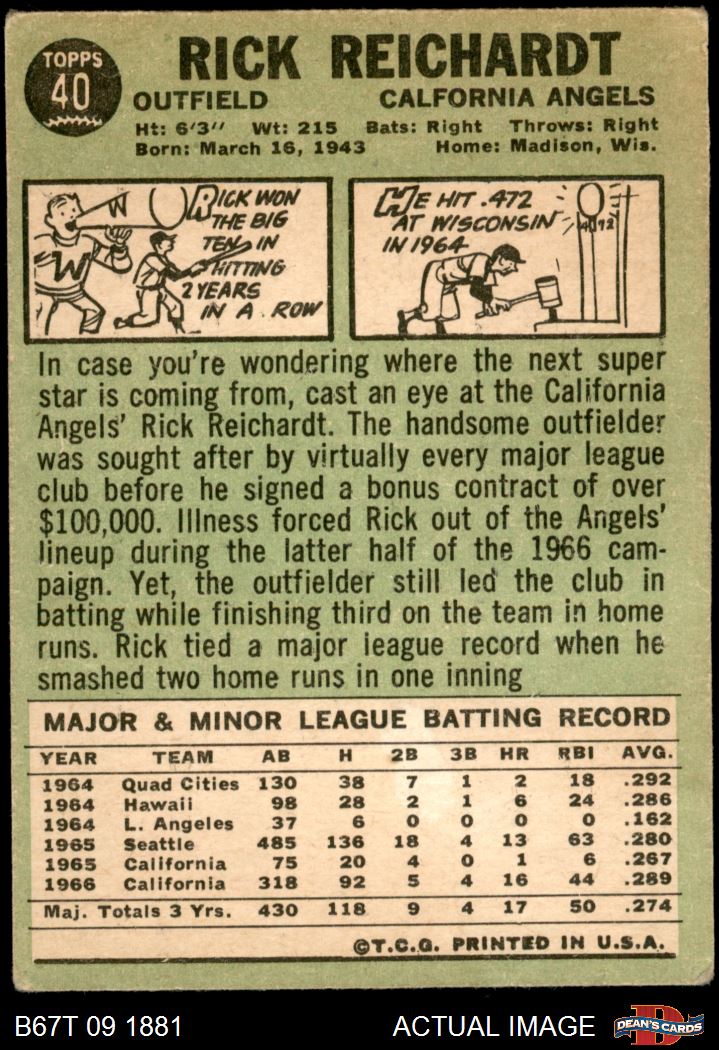 TOPPS
40
RICK REICHARDT
OUTFIELD CALFORNIA ANGELS
Ht: 6'3" Wt: 215 Bats: Right Throws: Right
Born: March 16, 1943 Home: Madison, Wis.
W
W
RICK WON
THE BIG
TEN IN
HITTING
2 YEARS
IN A ROW
HE HIT .472
AT WISCONSIN
IN 1964
.472
In case you're wondering where the next super
star is coming from, cast an eye at the California
Angels' Rick Reichardt. The handsome outfielder
was sought after by virtually every major league
club before he signed a bonus contract of over
$100,000. Illness forced Rick out of the Angels'
lineup during the latter half of the 1966 cam-
paign. Yet, the outfielder still led the club in
batting while finishing third on the team in home
runs. Rick tied a major league record when he
smashed two home runs in one inning
MAJOR & MINOR LEAGUE BATTING RECORD
YEAR TEAM AB H 2B 3B HR RBI AVG.
1964 Quad Cities 130 38 7 1 2 18 .292
1964 Hawaii 98 28 2 1 6 24 .286
1964 L. Angeles 37 6 0 0 0 0 .162
1965 Seattle 485 136 18 4 13 63 .280
1965 California 75 20 4 0 1 6 .267
1966 California 318 92 5 4 16 44 .289
Maj. Totals 3 Yrs. 430 118 9 4 17 50 .274
©T.C.G. PRINTED IN U.S.A.
B67T 09 1881 ACTUAL IMAGE DEAN'S CARDS